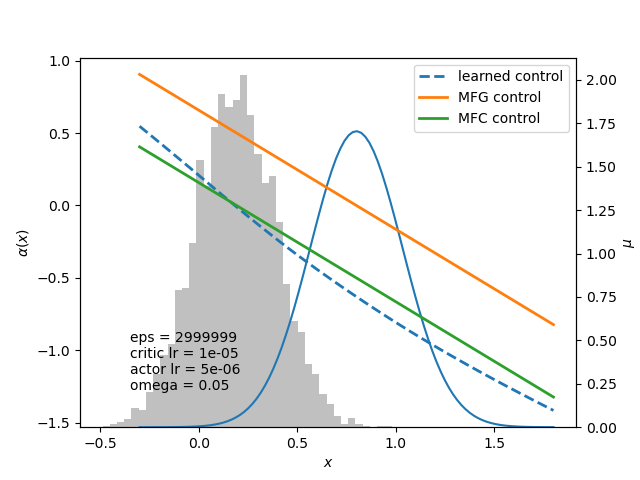 learned control
MFG control
MFC control
eps = 2999999
critic lr = 1e-05
actor lr = 5e-06
omega = 0.05
α(x)
1.0
0.5
0.0
−0.5
−1.0
−1.5
2.00
1.75
1.50
1.25
1.00
0.75
0.50
0.25
0.00
μ
−0.5
0.0
0.5
1.0
1.5
x